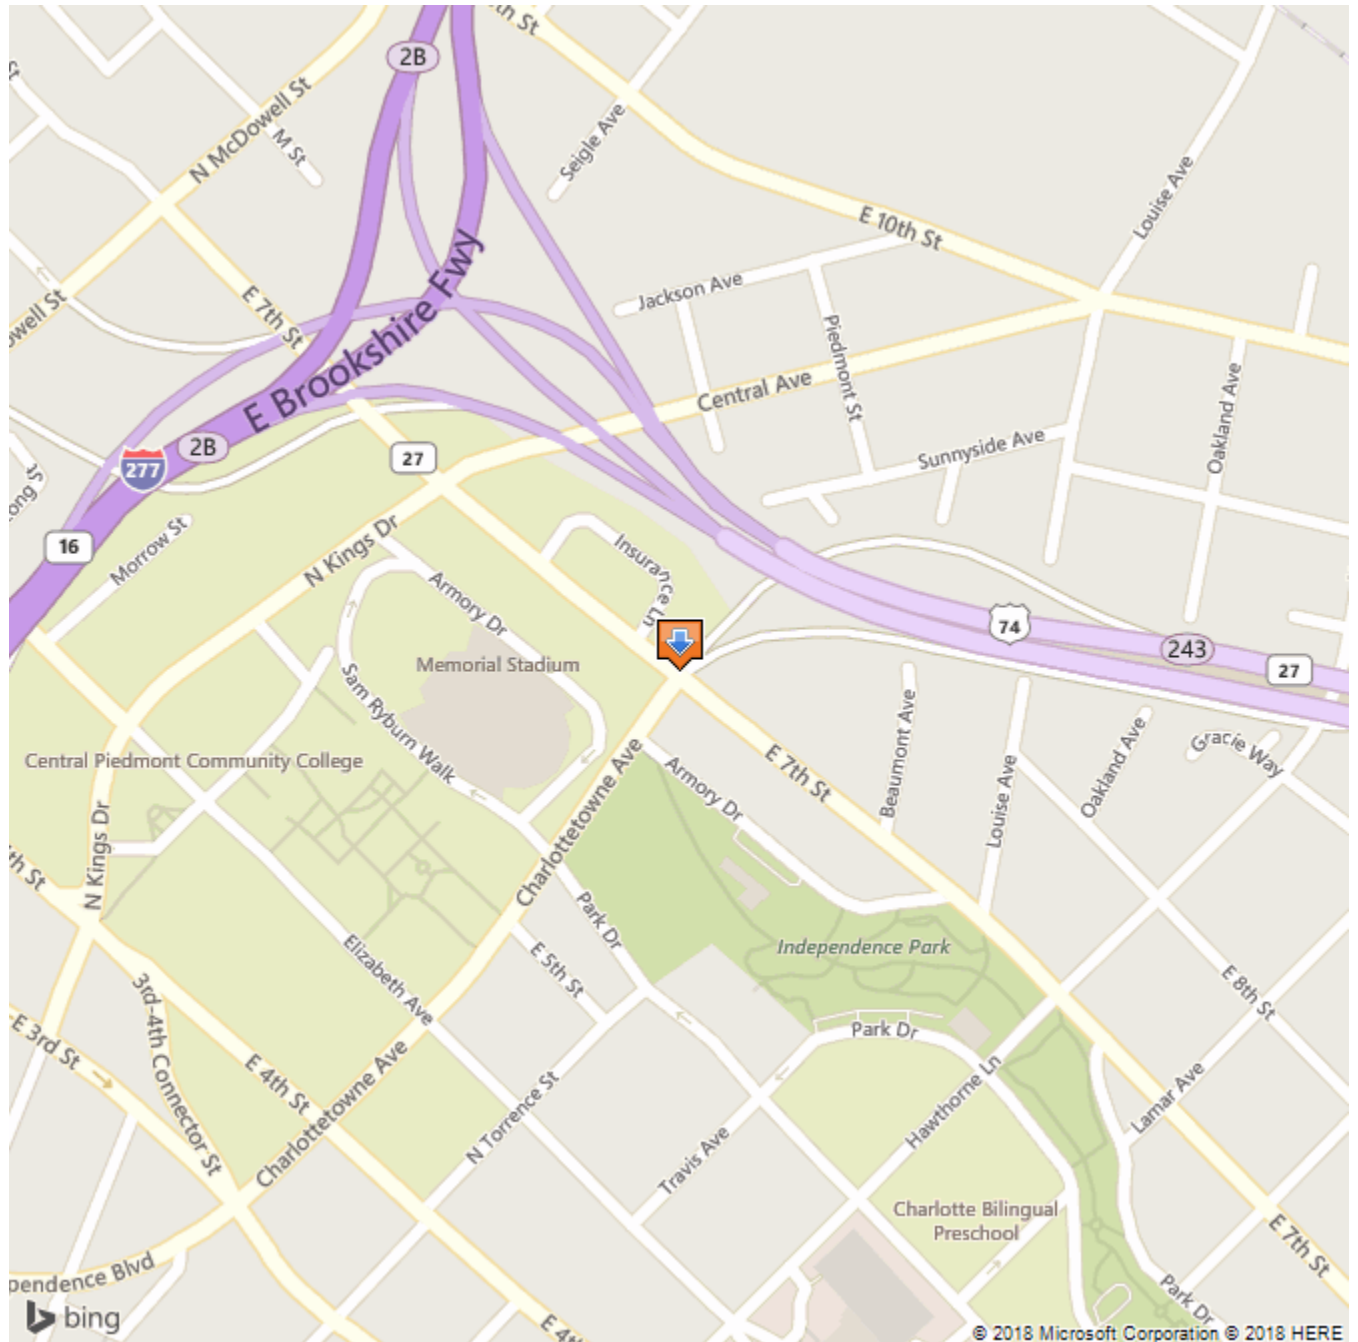 2B
N McDowell St
M St
Seigle Ave
Louise Ave
E 10th St
E 7th St
Jackson Ave
Piedmont St
E Brookshire Fwy
Central Ave
Oakland Ave
Sunnyside Ave
2B
277
27
16
Morrow St
N Kings Dr
Insurance Ln
Armory Dr
74
243
27
Memorial Stadium
Sam Ryburn Walk
Central Piedmont Community College
Charlottetowne Ave
Armory Dr
E 7th St
Beaumont Ave
Louise Ave
Oakland Ave
Gracie Way
N Kings Dr
Elizabeth Ave
Park Dr
E 5th St
Independence Park
E 8th St
3rd-4th Connector St
E 3rd St
E 4th St
Charlottetowne Ave
N Torrence St
Travis Ave
Park Dr
Hawthorne Ln
Lamar Ave
Charlotte Bilingual
Preschool
E 7th St
pendence Blvd
Park Dr
bing
© 2018 Microsoft Corporation © 2018 HERE